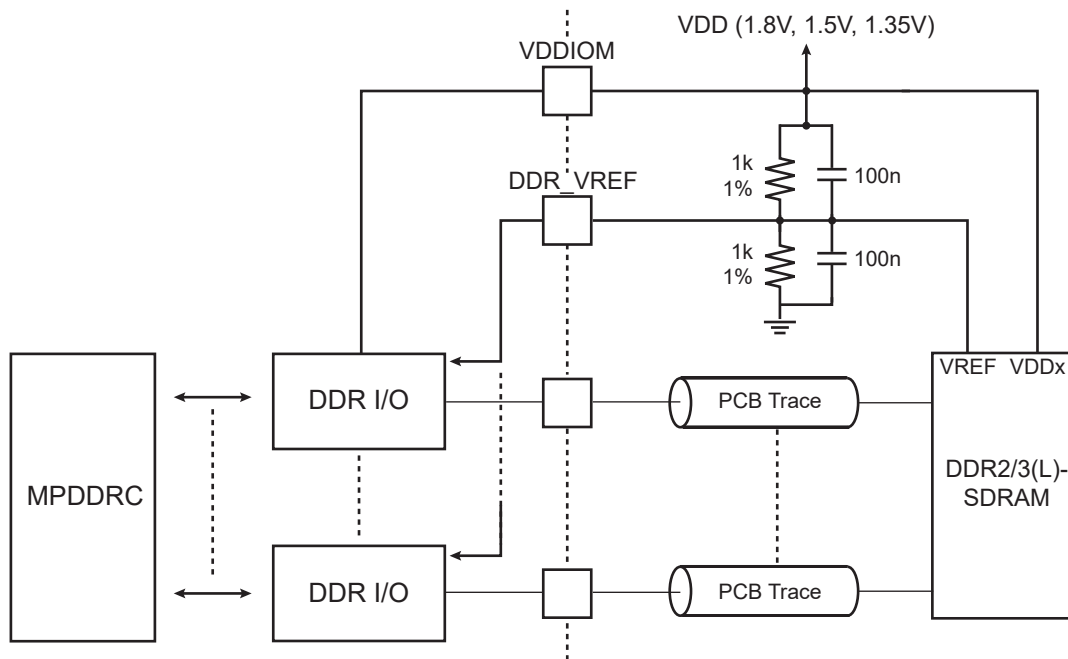 VDD (1.8V, 1.5V, 1.35V)
VDDIOM
1k
1%
100n
DDR_VREF
1k
1%
100n
VREF VDDx
DDR I/O
PCB Trace
MPDDRC
DDR2/3(L)-
SDRAM
DDR I/O
PCB Trace